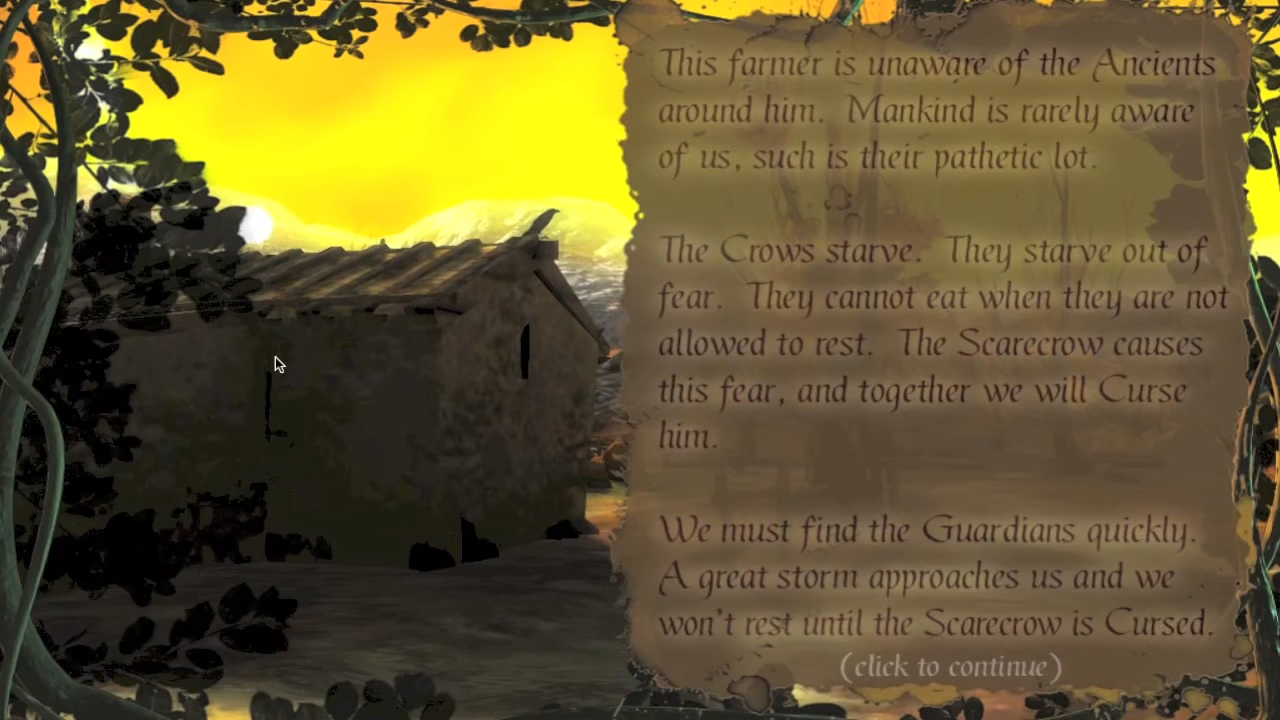 This farmer is unaware of the Ancients
around him. Mankind is rarely aware
of us, such is their pathetic lot.
The Crows starve. They starve out of
fear. They cannot eat when they are not
allowed to rest. The Scarecrow causes
this fear, and together we will Curse
him.
We must find the Guardians quickly.
A great storm approaches us and we
won't rest until the Scarecrow is Cursed.
(click to continue)